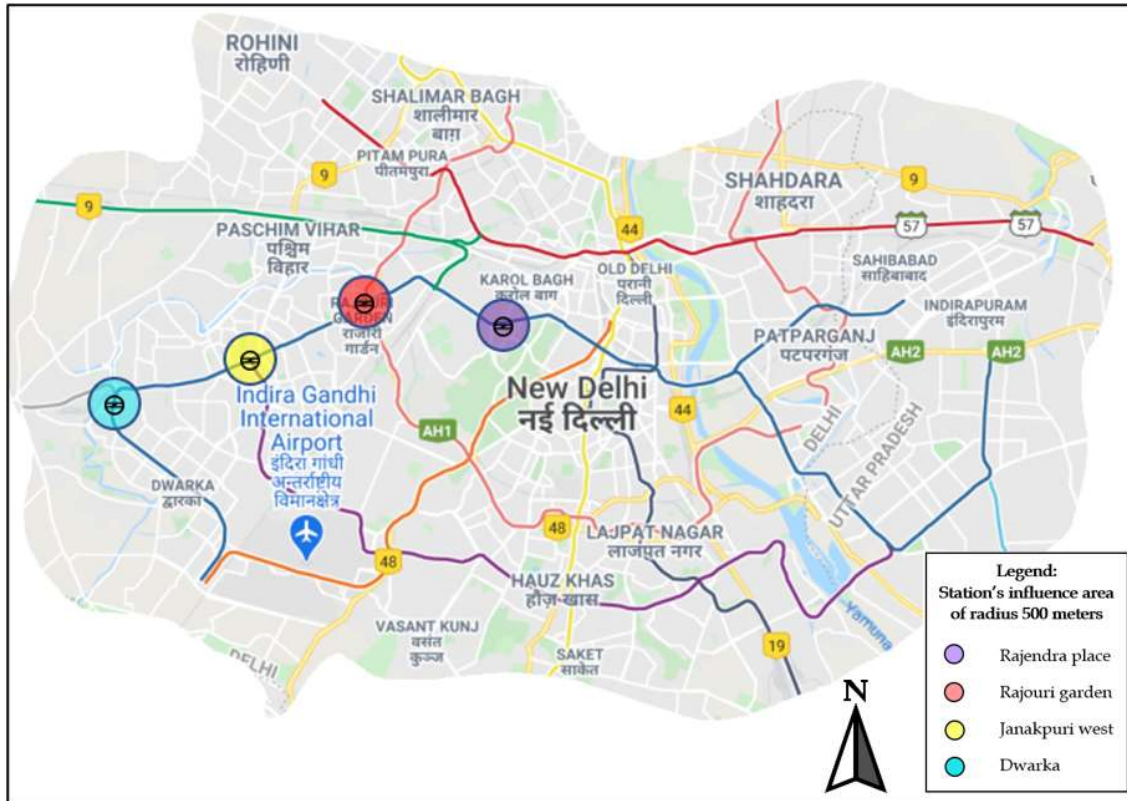 ROHINI
रोहिणी
SHALIMAR BAGH
शालीमार
बाग़
PITAM PURA
पीतमपुरा
9
9
PASCHIM VIHAR
पश्चिम
विहार
44
SHAHDARA
शाहदरा
9
57
57
SAHIBABAD
साहिबाबाद
KAROL BAGH
करोल बाग
OLD DELHI
दिल्ली
INDIRAPURAM
इंदिरापुरम
GARDEN
राजौरी
गार्डन
PATPARGANJ
पटपरगंज
AH2
AH2
New Delhi
नई दिल्ली
44
Indira Gandhi
International
Airport
इंदिरा गांधी
अन्तर्राष्ट्रीय
विमानक्षेत्र
AH1
DELHI
UTTAR PRADESH
DWARKA
द्वारका
48
48
LAJPAT NAGAR
लाजपत नगर
HAUZ KHAS
हौज़ खास
VASANT KUNJ
वसंत
कुञ्ज
SAKET
साकेत
19
Yamuna
DELHI
N
Legend:
Station's influence area
of radius 500 meters
Rajendra place
Rajouri garden
Janakpuri west
Dwarka